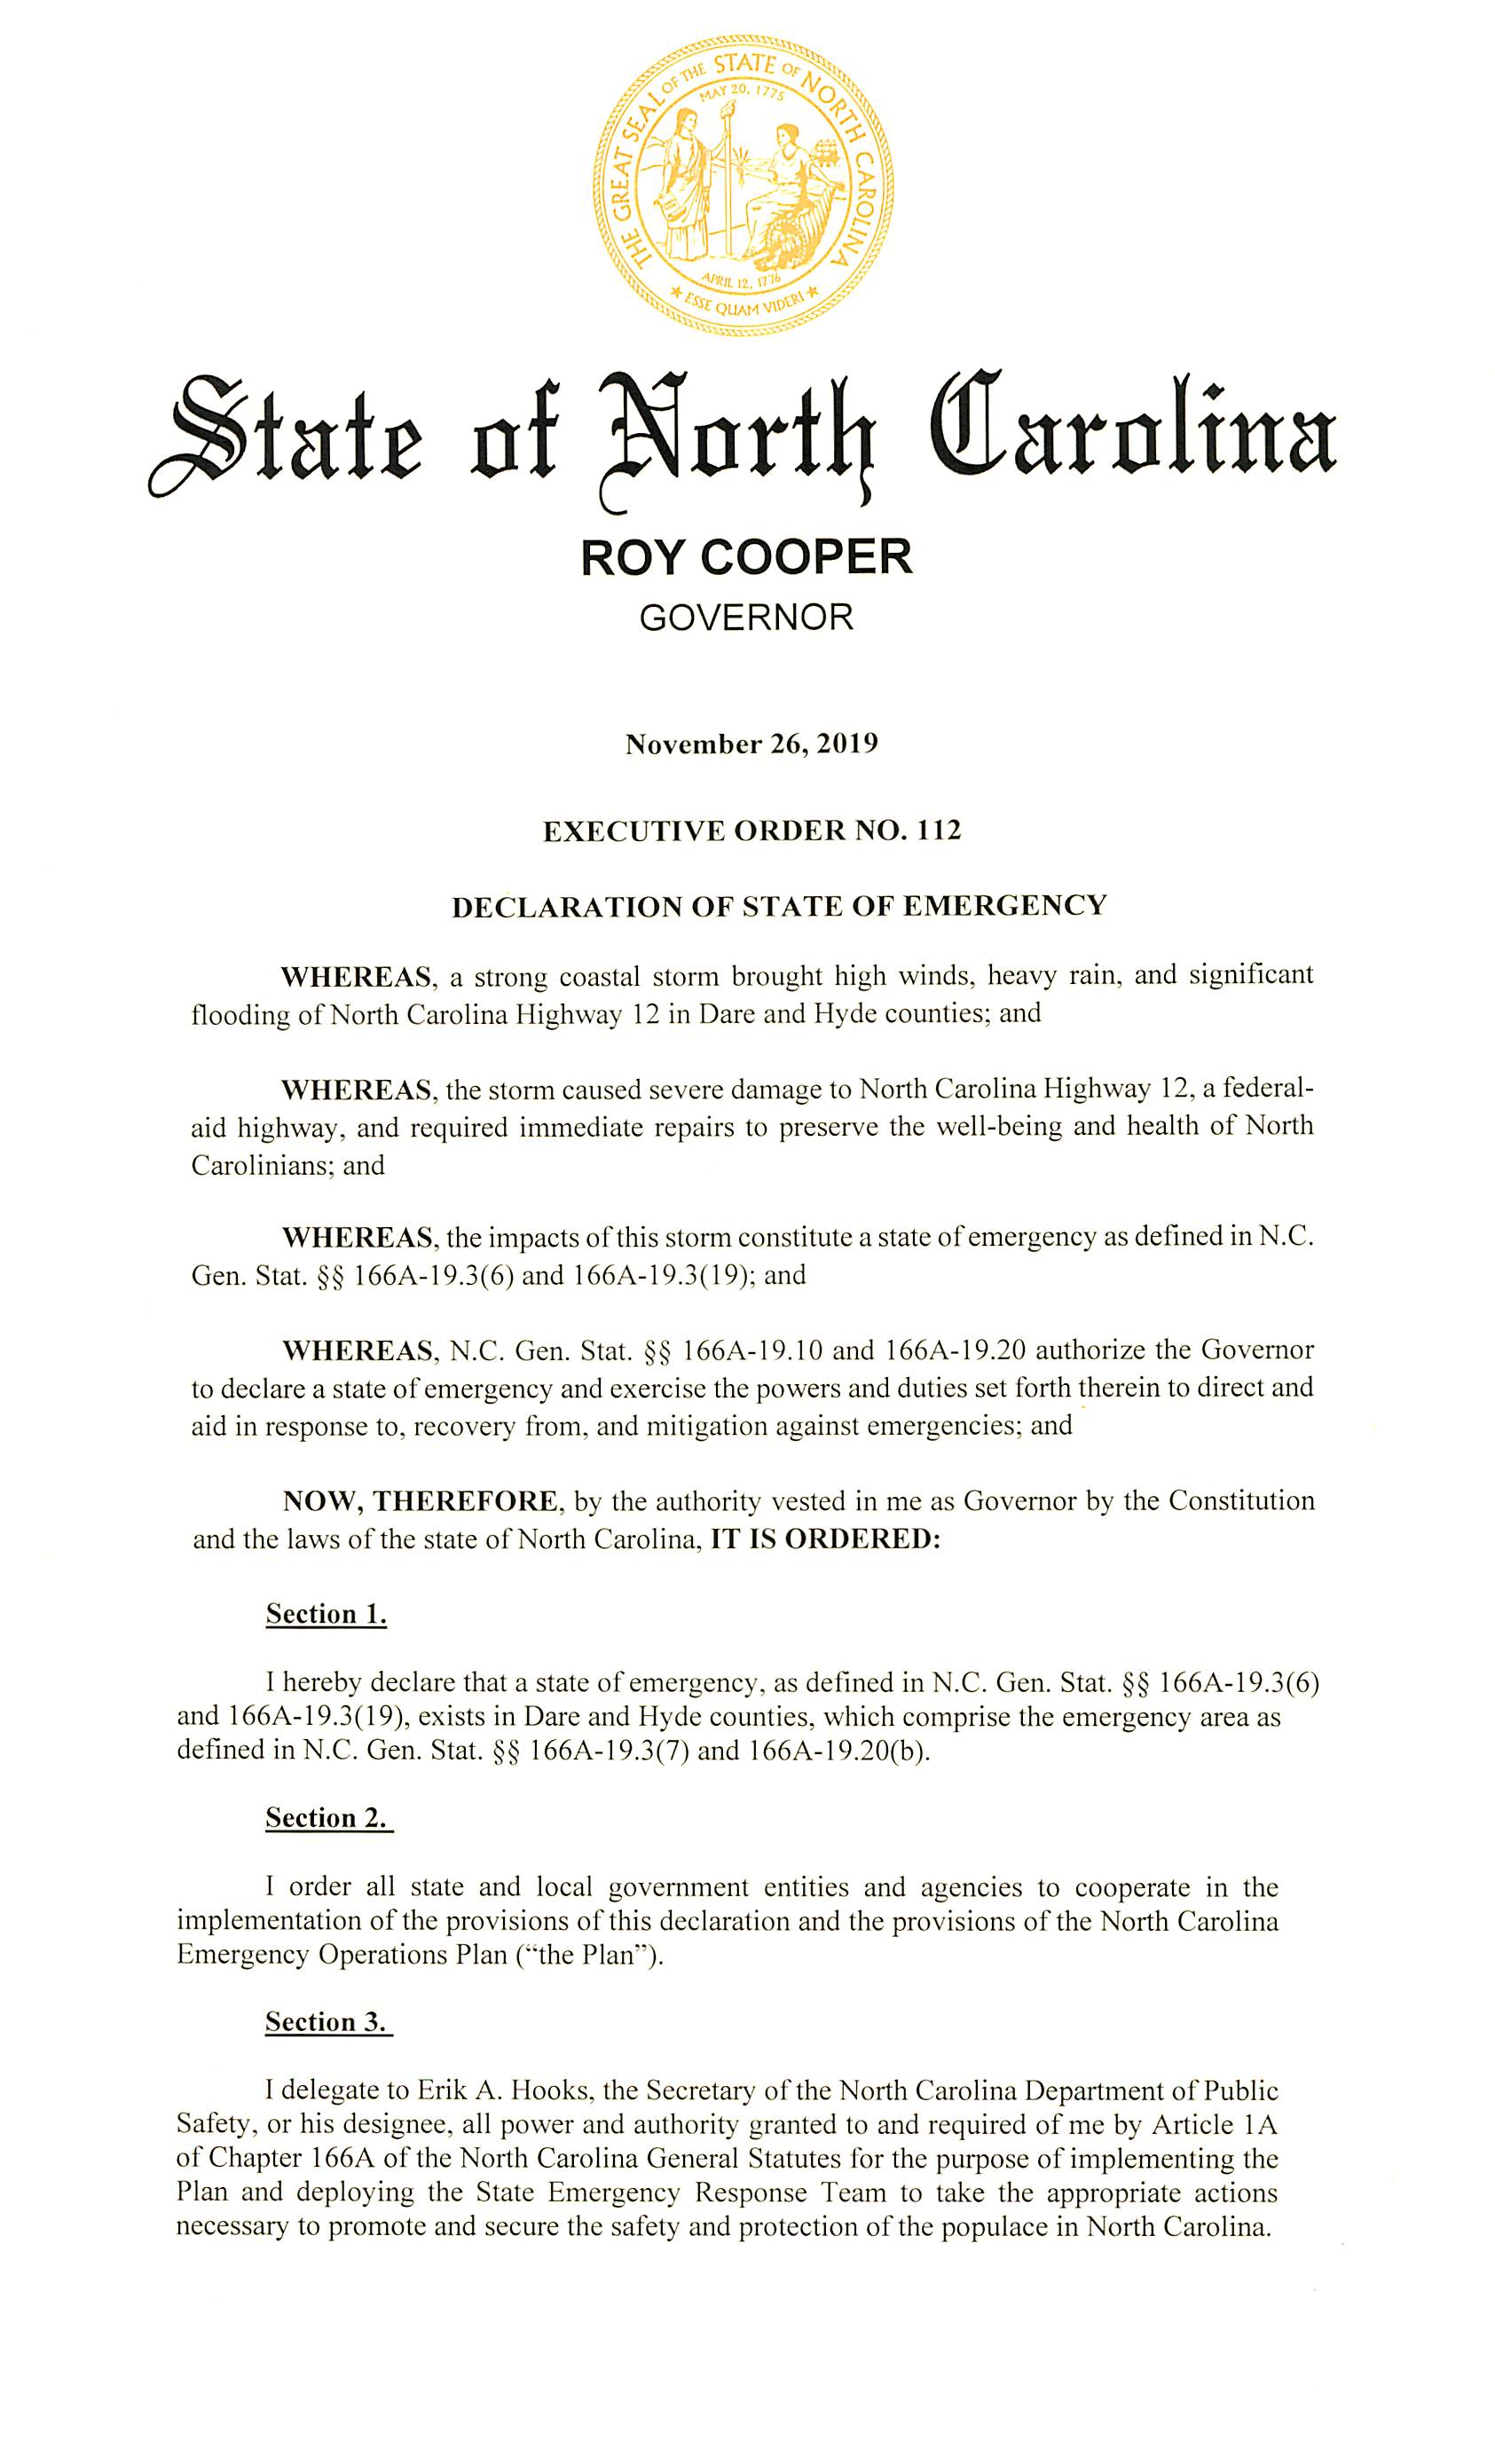 THE GREAT SEAL OF THE STATE OF NORTH CAROLINA
MAY 20, 1775
APRIL 12, 1776
★ ESSE QUAM VIDERI ★
State of North Carolina
ROY COOPER
GOVERNOR
November 26, 2019
EXECUTIVE ORDER NO. 112
DECLARATION OF STATE OF EMERGENCY
WHEREAS, a strong coastal storm brought high winds, heavy rain, and significant
flooding of North Carolina Highway 12 in Dare and Hyde counties; and
WHEREAS, the storm caused severe damage to North Carolina Highway 12, a federal-
aid highway, and required immediate repairs to preserve the well-being and health of North
Carolinians; and
WHEREAS, the impacts of this storm constitute a state of emergency as defined in N.C.
Gen. Stat. §§ 166A-19.3(6) and 166A-19.3(19); and
WHEREAS, N.C. Gen. Stat. §§ 166A-19.10 and 166A-19.20 authorize the Governor
to declare a state of emergency and exercise the powers and duties set forth therein to direct and
aid in response to, recovery from, and mitigation against emergencies; and
NOW, THEREFORE, by the authority vested in me as Governor by the Constitution
and the laws of the state of North Carolina, IT IS ORDERED:
Section 1.
I hereby declare that a state of emergency, as defined in N.C. Gen. Stat. §§ 166A-19.3(6)
and 166A-19.3(19), exists in Dare and Hyde counties, which comprise the emergency area as
defined in N.C. Gen. Stat. §§ 166A-19.3(7) and 166A-19.20(b).
Section 2.
I order all state and local government entities and agencies to cooperate in the
implementation of the provisions of this declaration and the provisions of the North Carolina
Emergency Operations Plan (“the Plan”).
Section 3.
I delegate to Erik A. Hooks, the Secretary of the North Carolina Department of Public
Safety, or his designee, all power and authority granted to and required of me by Article 1A
of Chapter 166A of the North Carolina General Statutes for the purpose of implementing the
Plan and deploying the State Emergency Response Team to take the appropriate actions
necessary to promote and secure the safety and protection of the populace in North Carolina.